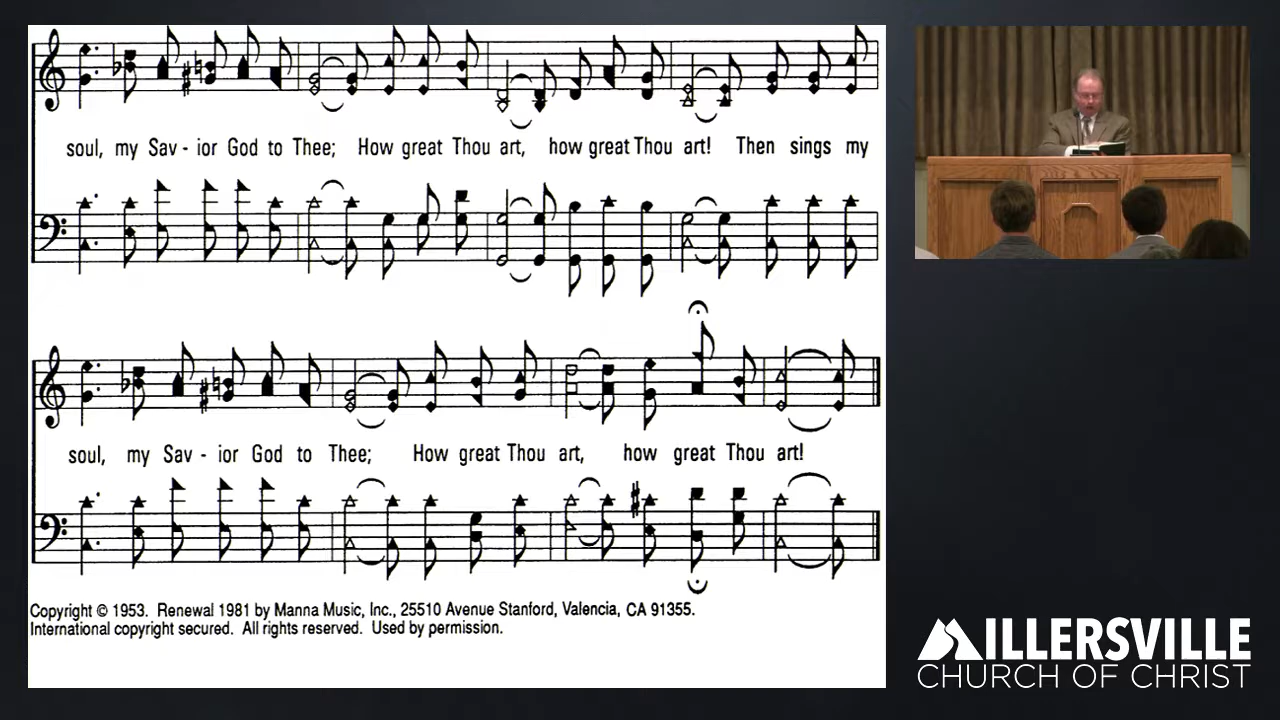 soul, my Sav - ior God to Thee; How great Thou art, how great Thou art! Then sings my
soul, my Sav - ior God to Thee; How great Thou art, how great Thou art!
Copyright © 1953. Renewal 1981 by Manna Music, Inc., 25510 Avenue Stanford, Valencia, CA 91355.
International copyright secured. All rights reserved. Used by permission.
MILLERSVILLE
CHURCH OF CHRIST